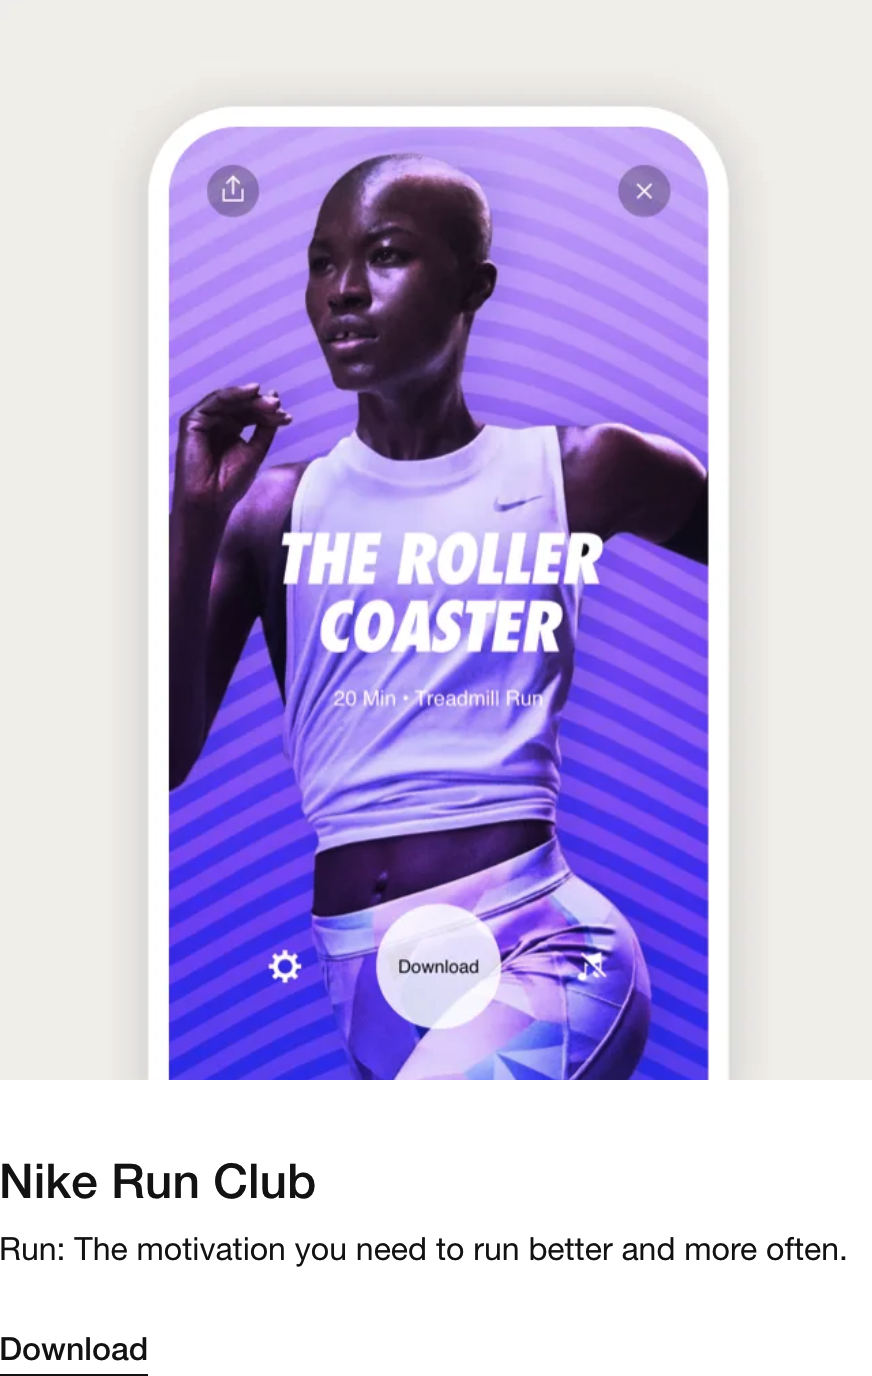 THE ROLLER
COASTER
20 Min • Treadmill Run
Download
Nike Run Club
Run: The motivation you need to run better and more often.
Download